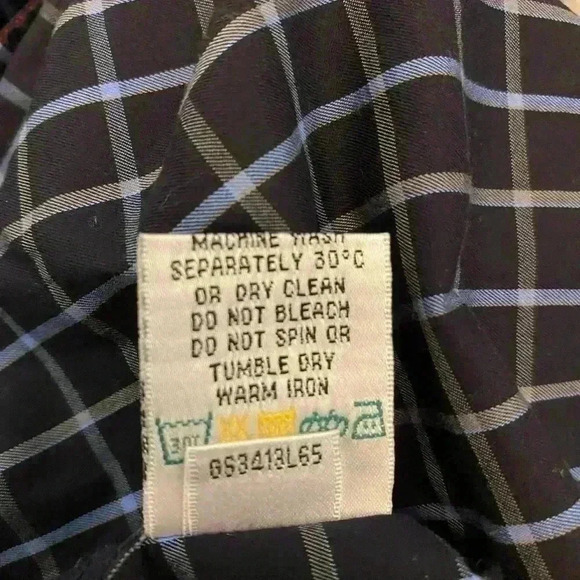 MACHINE WASH
SEPARATELY 30°C
OR DRY CLEAN
DO NOT BLEACH
DO NOT SPIN OR
TUMBLE DRY
WARM IRON
30°
GS3413L65